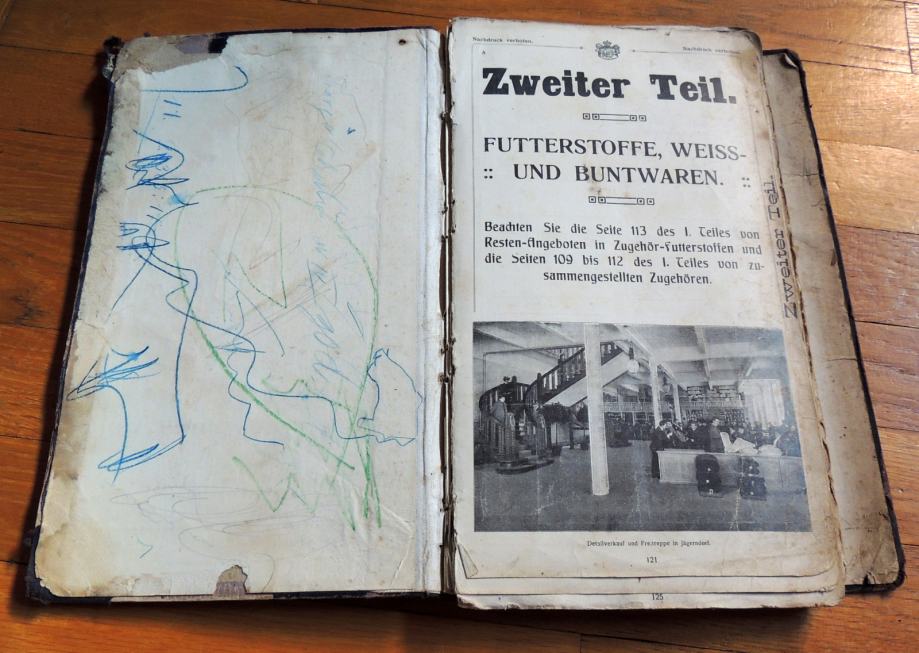 Nachdruck verboten.
Nachdruck verboten.
A
Zweiter Teil.
FUTTERSTOFFE, WEISS-
:: UND BUNTWAREN. ::
Beachten Sie die Seite 113 des 1. Teiles von
Resten-Angeboten in Zugehör-Futterstoffen und
die Seiten 109 bis 112 des 1. Teiles von zu-
sammengestellten Zugehören.
Zweiter Teil
Detailverkauf und Freitreppe in Jägerndorf.
121
125